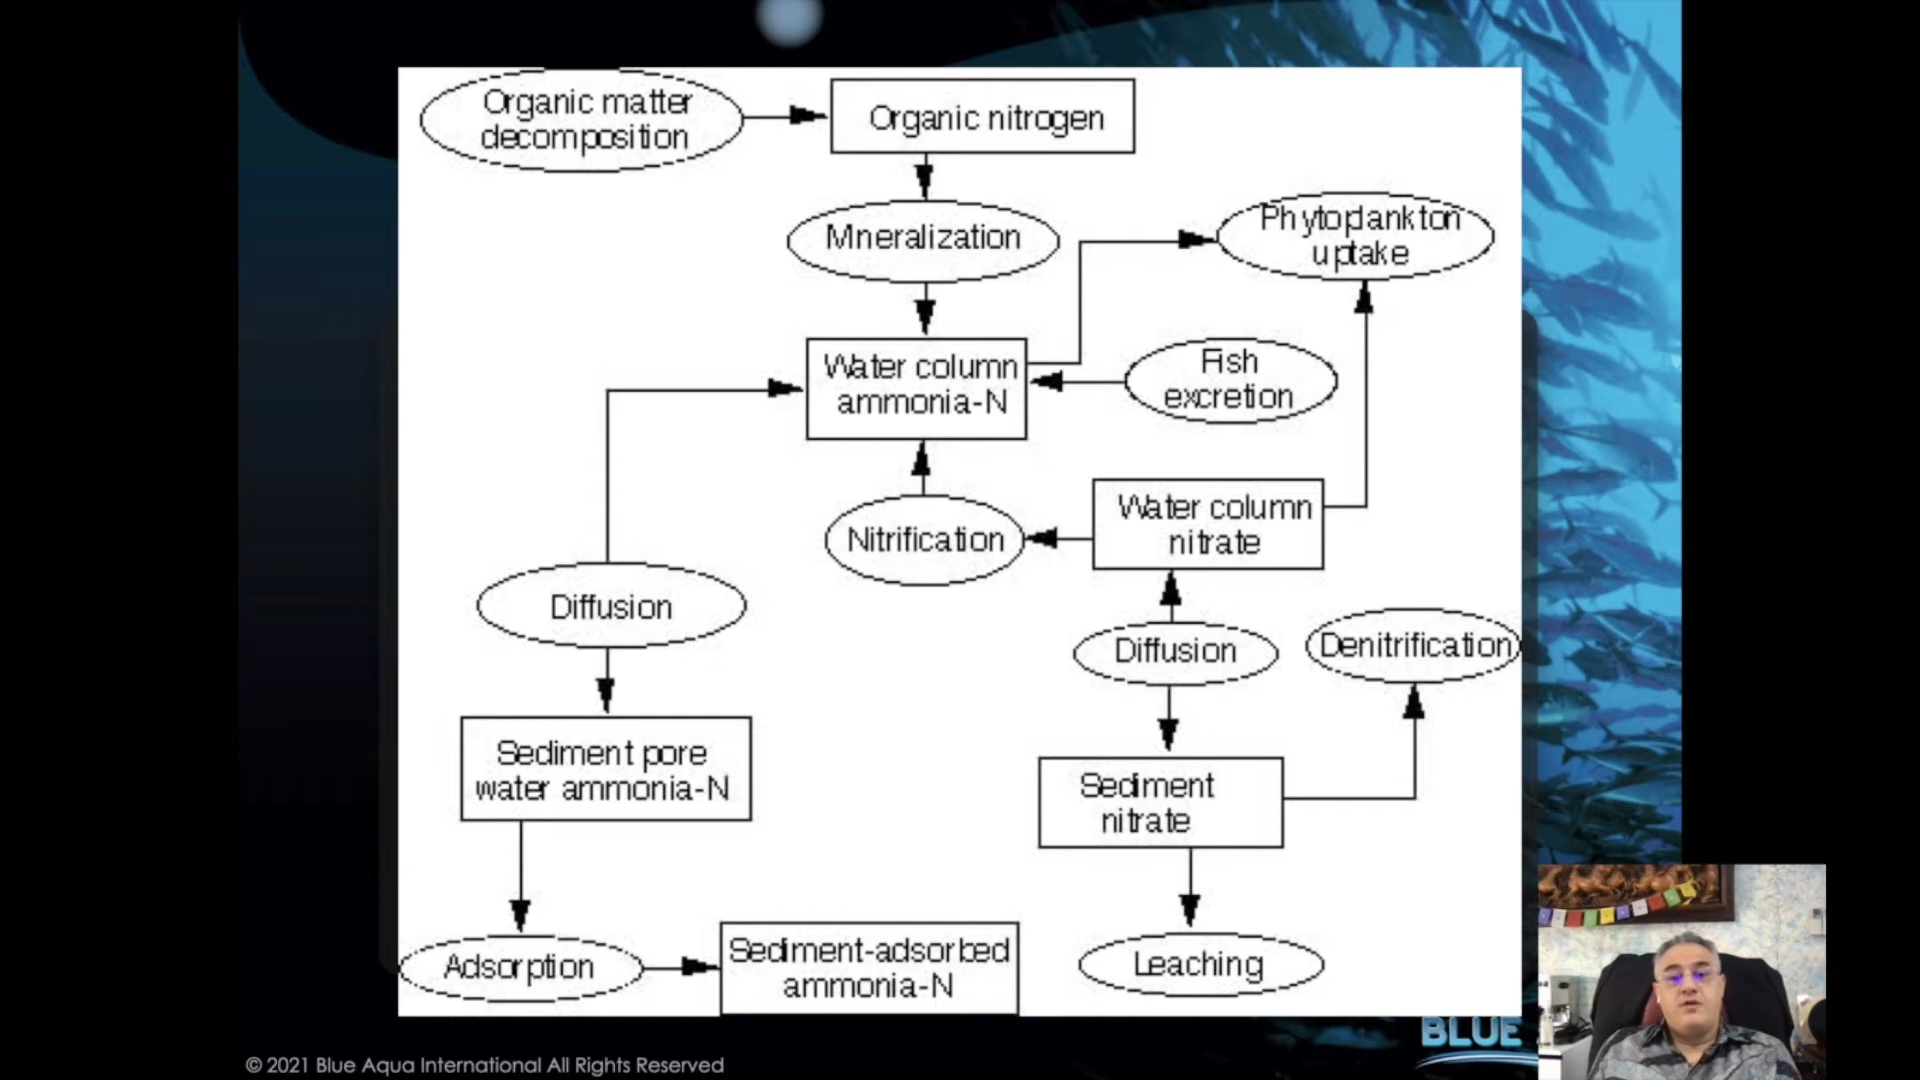 Organic matter
decomposition
Organic nitrogen
Mneralization
Phytoplankton
uptake
Water column
ammonia-N
Fish
excretion
Water column
nitrate
Nitrification
Diffusion
Diffusion
Denitrification
Sediment pore
water ammonia-N
Sediment
nitrate
Adsorption
Sediment-adsorbed
ammonia-N
Leaching
BLUE
© 2021 Blue Aqua International All Rights Reserved